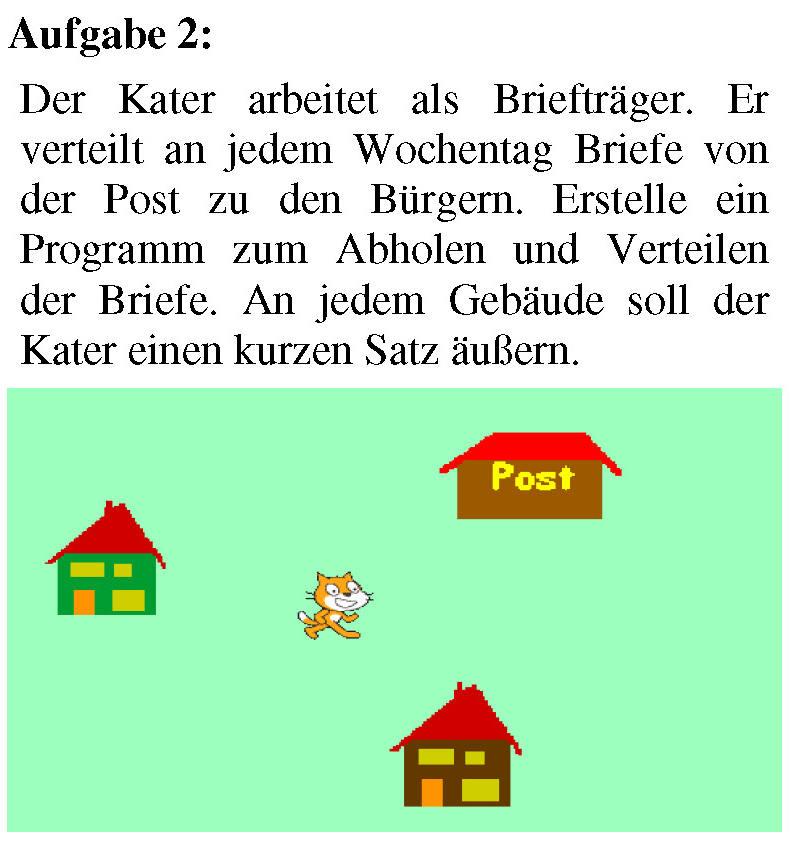 Aufgabe 2:
Der Kater arbeitet als Briefträger. Er
verteilt an jedem Wochentag Briefe von
der Post zu den Bürgern. Erstelle ein
Programm zum Abholen und Verteilen
der Briefe. An jedem Gebäude soll der
Kater einen kurzen Satz äußern.
Post